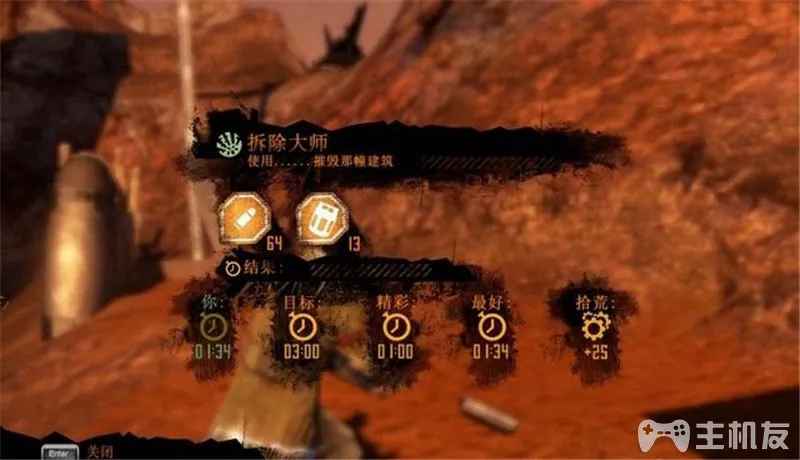 拆除大师
使用......摧毁那幢建筑
64 13
结果:
你: 目标: 精彩: 最好: 拾荒:
01:34 03:00 01:00 01:34 +25
Enter 关闭
主机友